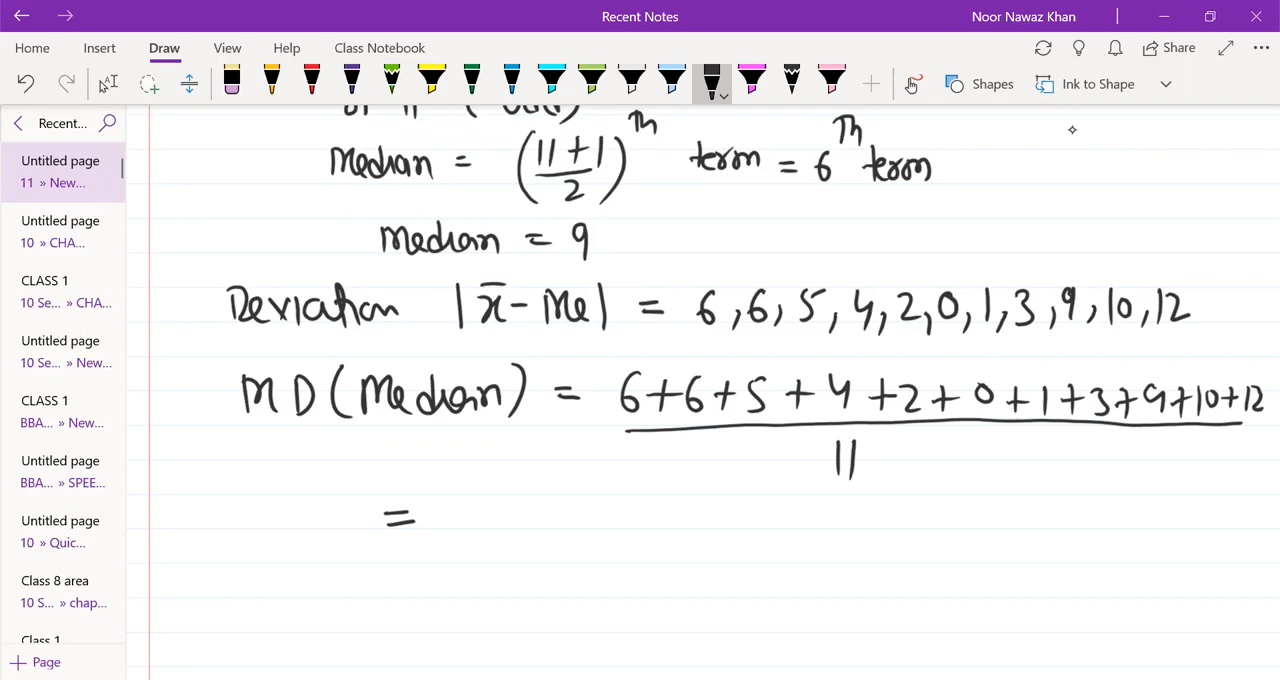 Recent Notes
Noor Nawaz Khan
Home Insert Draw View Help Class Notebook
Share
Shapes
Ink to Shape
Recent...
Untitled page
11 » New...
Untitled page
10 » CHA...
CLASS 1
10 Se... » CHA...
Untitled page
10 Se... » New...
CLASS 1
BBA... » New...
Untitled page
BBA... » SPEE...
Untitled page
10 » Quic...
Class 8 area
10 S... » chap...
Class 1
Page
Median = (11+1/2)^Th term = 6^Th term
Median = 9
Deviation |x̄ - Me| = 6, 6, 5, 4, 2, 0, 1, 3, 9, 10, 12
MD (Median) = 6+6+5+4+2+0+1+3+9+10+12
11
=